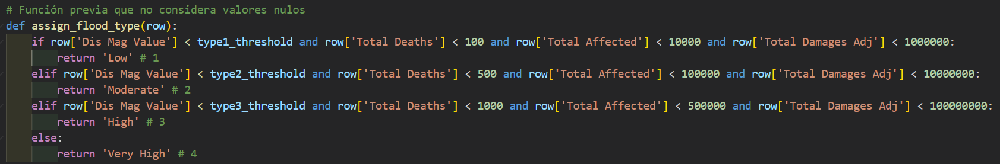 # Función previa que no considera valores nulos
def assign_flood_type(row):
    if row['Dis Mag Value'] < type1_threshold and row['Total Deaths'] < 100 and row['Total Affected'] < 10000 and row['Total Damages Adj'] < 1000000:
        return 'Low' # 1
    elif row['Dis Mag Value'] < type2_threshold and row['Total Deaths'] < 500 and row['Total Affected'] < 100000 and row['Total Damages Adj'] < 10000000:
        return 'Moderate' # 2
    elif row['Dis Mag Value'] < type3_threshold and row['Total Deaths'] < 1000 and row['Total Affected'] < 500000 and row['Total Damages Adj'] < 100000000:
        return 'High' # 3
    else:
        return 'Very High' # 4